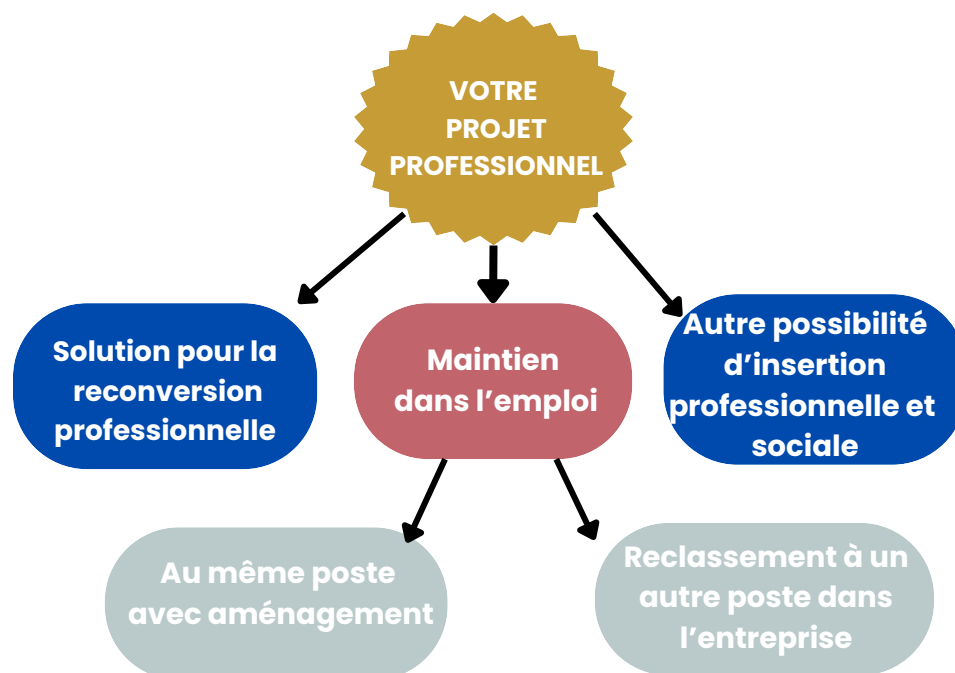 VOTRE
PROJET
PROFESSIONNEL
Solution pour la
reconversion
professionnelle
Maintien
dans l’emploi
Autre possibilité
d’insertion
professionnelle et
sociale
Au même poste
avec aménagement
Reclassement à un
autre poste dans
l’entreprise